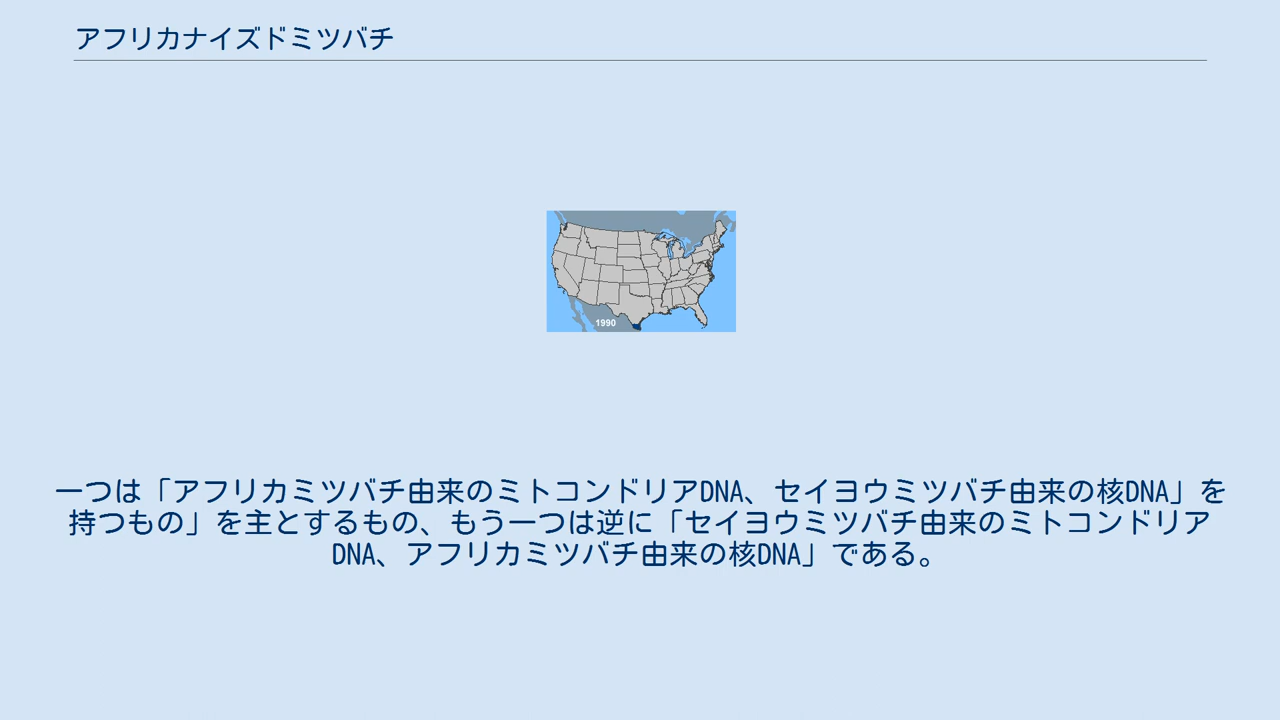 アフリカナイズドミツバチ
1990
一つは「アフリカミツバチ由来のミトコンドリアDNA、セイヨウミツバチ由来の核DNA」を
持つもの」を主とするもの、もう一つは逆に「セイヨウミツバチ由来のミトコンドリア
DNA、アフリカミツバチ由来の核DNA」である。